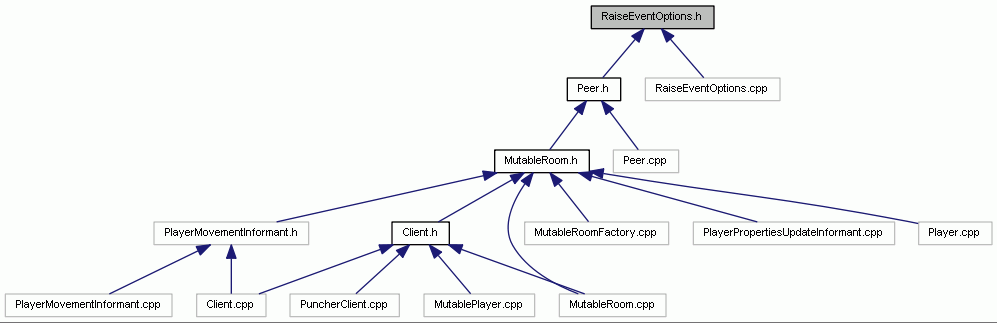 RaiseEventOptions.h
Peer.h
RaiseEventOptions.cpp
MutableRoom.h
Peer.cpp
PlayerMovementInformant.h
Client.h
MutableRoomFactory.cpp
PlayerPropertiesUpdateInformant.cpp
Player.cpp
PlayerMovementInformant.cpp
Client.cpp
PuncherClient.cpp
MutablePlayer.cpp
MutableRoom.cpp